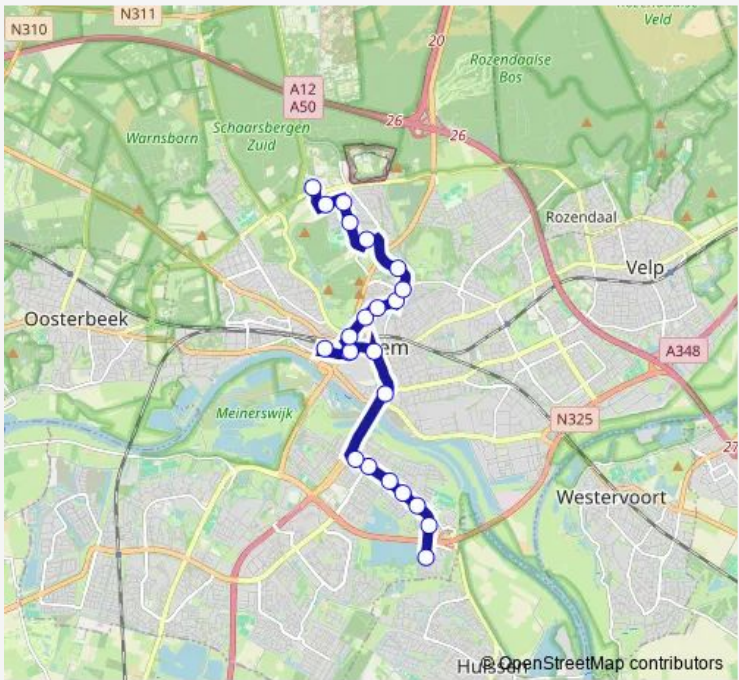 N310
N311
Veld
20
Rozendaalse
Bos
A12
A50
26
26
Warnsborn
Schaarsbergen
Zuid
Rozendaal
Velp
Oosterbeek
em
A348
Meinerswijk
N325
27
Westervoort
© OpenStreetMap contributors